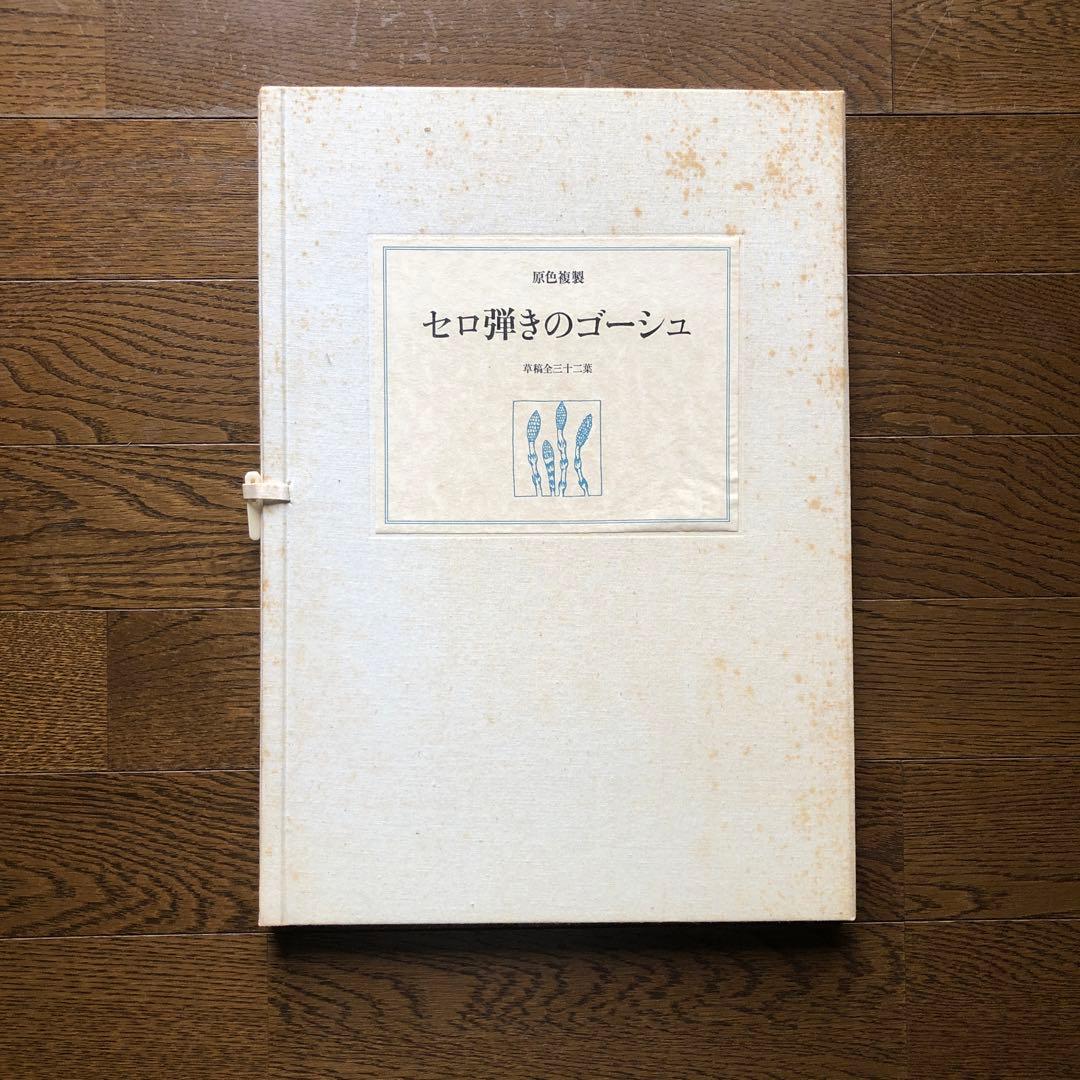 原色複製
セロ弾きのゴーシュ
草稿全三十二葉